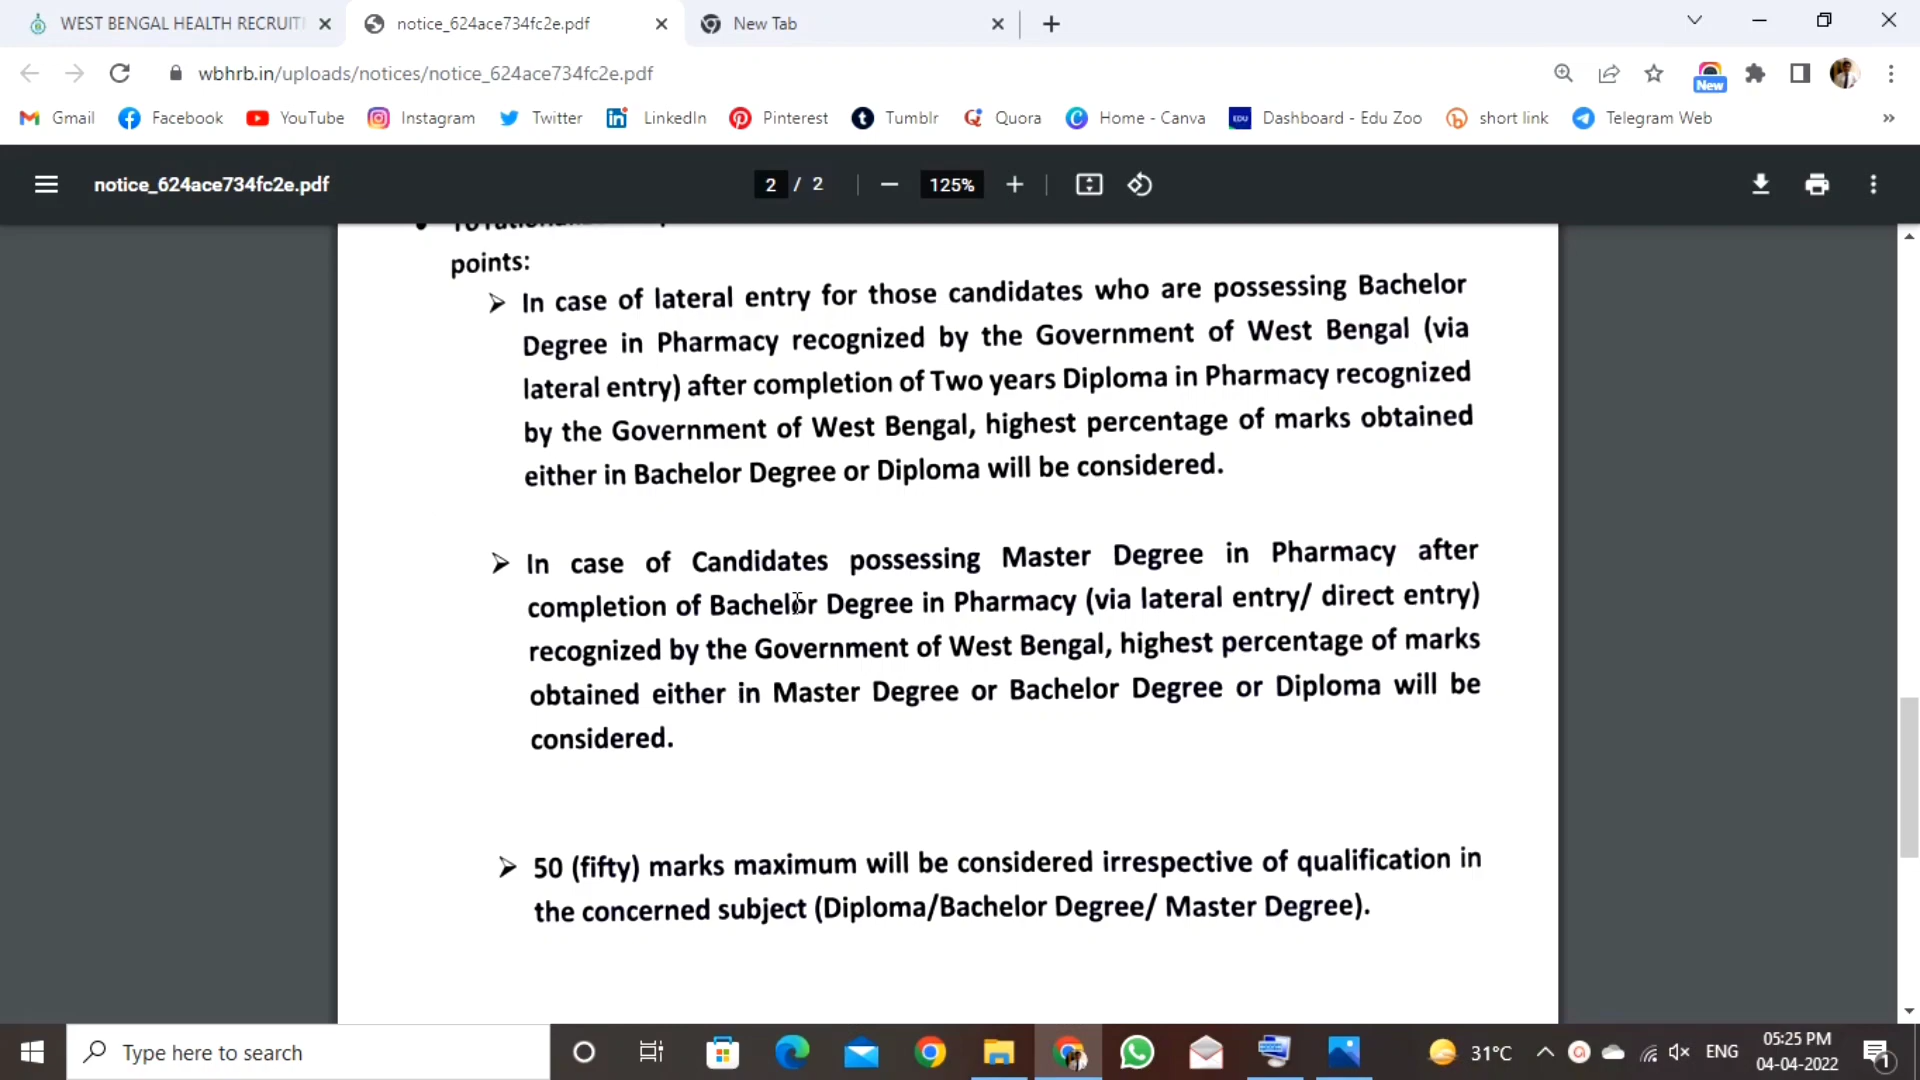 WEST BENGAL HEALTH RECRUIT
notice_624ace734fc2e.pdf
New Tab
wbhrb.in/uploads/notices/notice_624ace734fc2e.pdf
New
Gmail Facebook YouTube Instagram Twitter LinkedIn Pinterest Tumblr Quora Home - Canva EDU Dashboard - Edu Zoo short link Telegram Web »
notice_624ace734fc2e.pdf 2 / 2 125%
points:
➢ In case of lateral entry for those candidates who are possessing Bachelor
Degree in Pharmacy recognized by the Government of West Bengal (via
lateral entry) after completion of Two years Diploma in Pharmacy recognized
by the Government of West Bengal, highest percentage of marks obtained
either in Bachelor Degree or Diploma will be considered.
➢ In case of Candidates possessing Master Degree in Pharmacy after
completion of Bachelor Degree in Pharmacy (via lateral entry/ direct entry)
recognized by the Government of West Bengal, highest percentage of marks
obtained either in Master Degree or Bachelor Degree or Diploma will be
considered.
➢ 50 (fifty) marks maximum will be considered irrespective of qualification in
the concerned subject (Diploma/Bachelor Degree/ Master Degree).
Type here to search
31°C
ENG
05:25 PM
04-04-2022
1